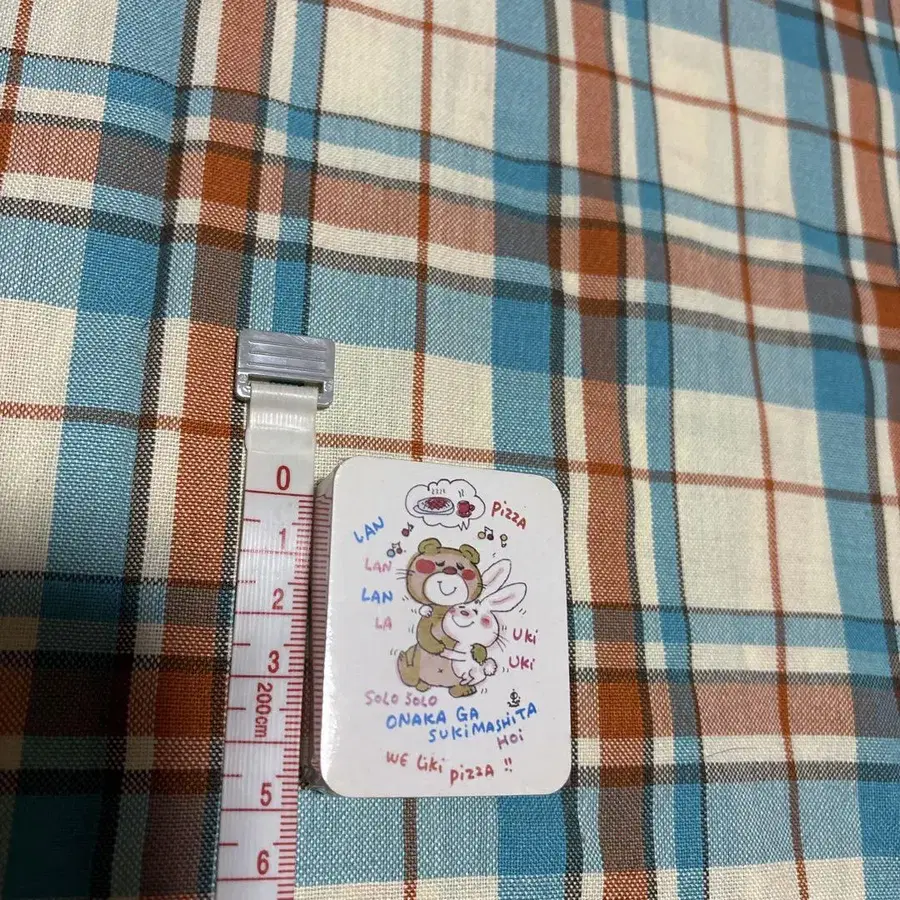 PIZZA
LAN
LAN
LAN
LA
UKI
UKI
SOLO SOLO
ONAKA GA
SUKIMASHITA
HOI
WE LIKI PIZZA !!
0
1
2
3
200cm
5
6